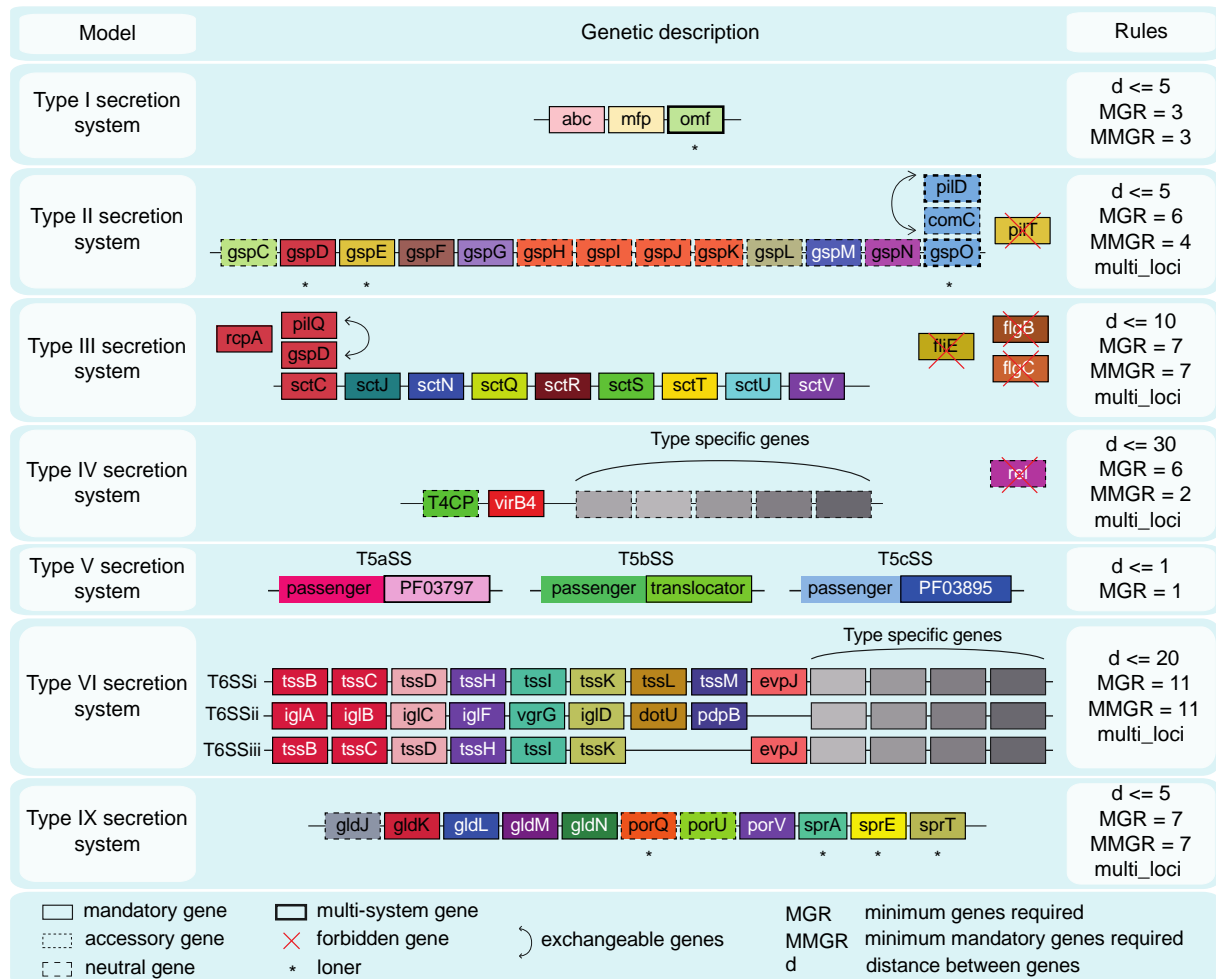 Model
Genetic description
Rules
Type I secretion
system
abc mfp omf
*
d <= 5
MGR = 3
MMGR = 3
Type II secretion
system
pilD
comC
pilT
gspC gspD gspE gspF gspG gspH gspI gspJ gspK gspL gspM gspN gspO
* * *
d <= 5
MGR = 6
MMGR = 4
multi_loci
Type III secretion
system
rcpA
pilQ
gspD
sctC sctJ sctN sctQ sctR sctS sctT sctU sctV
fliE
flgB
flgC
d <= 10
MGR = 7
MMGR = 7
multi_loci
Type IV secretion
system
Type specific genes
T4CP virB4
rel
d <= 30
MGR = 6
MMGR = 2
multi_loci
Type V secretion
system
T5aSS
passenger PF03797
T5bSS
passenger translocator
T5cSS
passenger PF03895
d <= 1
MGR = 1
Type VI secretion
system
Type specific genes
T6SSi tssB tssC tssD tssH tssI tssK tssL tssM evpJ
T6SSii iglA iglB iglC iglF vgrG iglD dotU pdpB
T6SSiii tssB tssC tssD tssH tssI tssK evpJ
d <= 20
MGR = 11
MMGR = 11
multi_loci
Type IX secretion
system
gldJ gldK gldL gldM gldN porQ porU porV sprA sprE sprT
* * * *
d <= 5
MGR = 7
MMGR = 7
multi_loci
mandatory gene
accessory gene
neutral gene
multi-system gene
forbidden gene
* loner
exchangeable genes
MGR minimum genes required
MMGR minimum mandatory genes required
d distance between genes